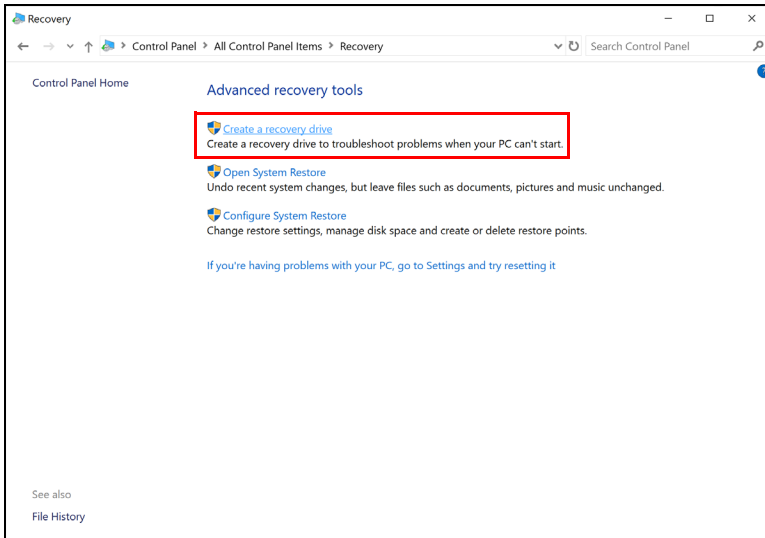 Recovery
Control Panel > All Control Panel Items > Recovery
Search Control Panel
Control Panel Home
Advanced recovery tools
Create a recovery drive
Create a recovery drive to troubleshoot problems when your PC can't start.
Open System Restore
Undo recent system changes, but leave files such as documents, pictures and music unchanged.
Configure System Restore
Change restore settings, manage disk space and create or delete restore points.
If you're having problems with your PC, go to Settings and try resetting it
See also
File History